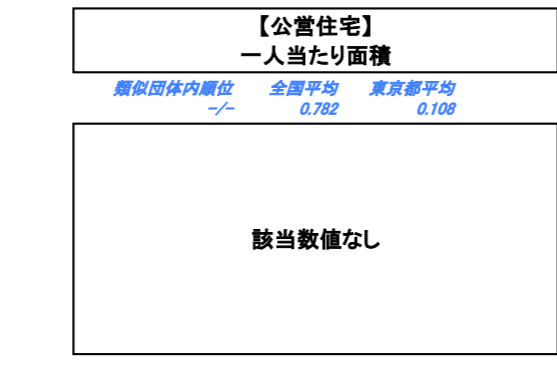 【公営住宅】
一人当たり面積
類似団体内順位 全国平均 東京都平均
-/- 0.782 0.108
該当数値なし